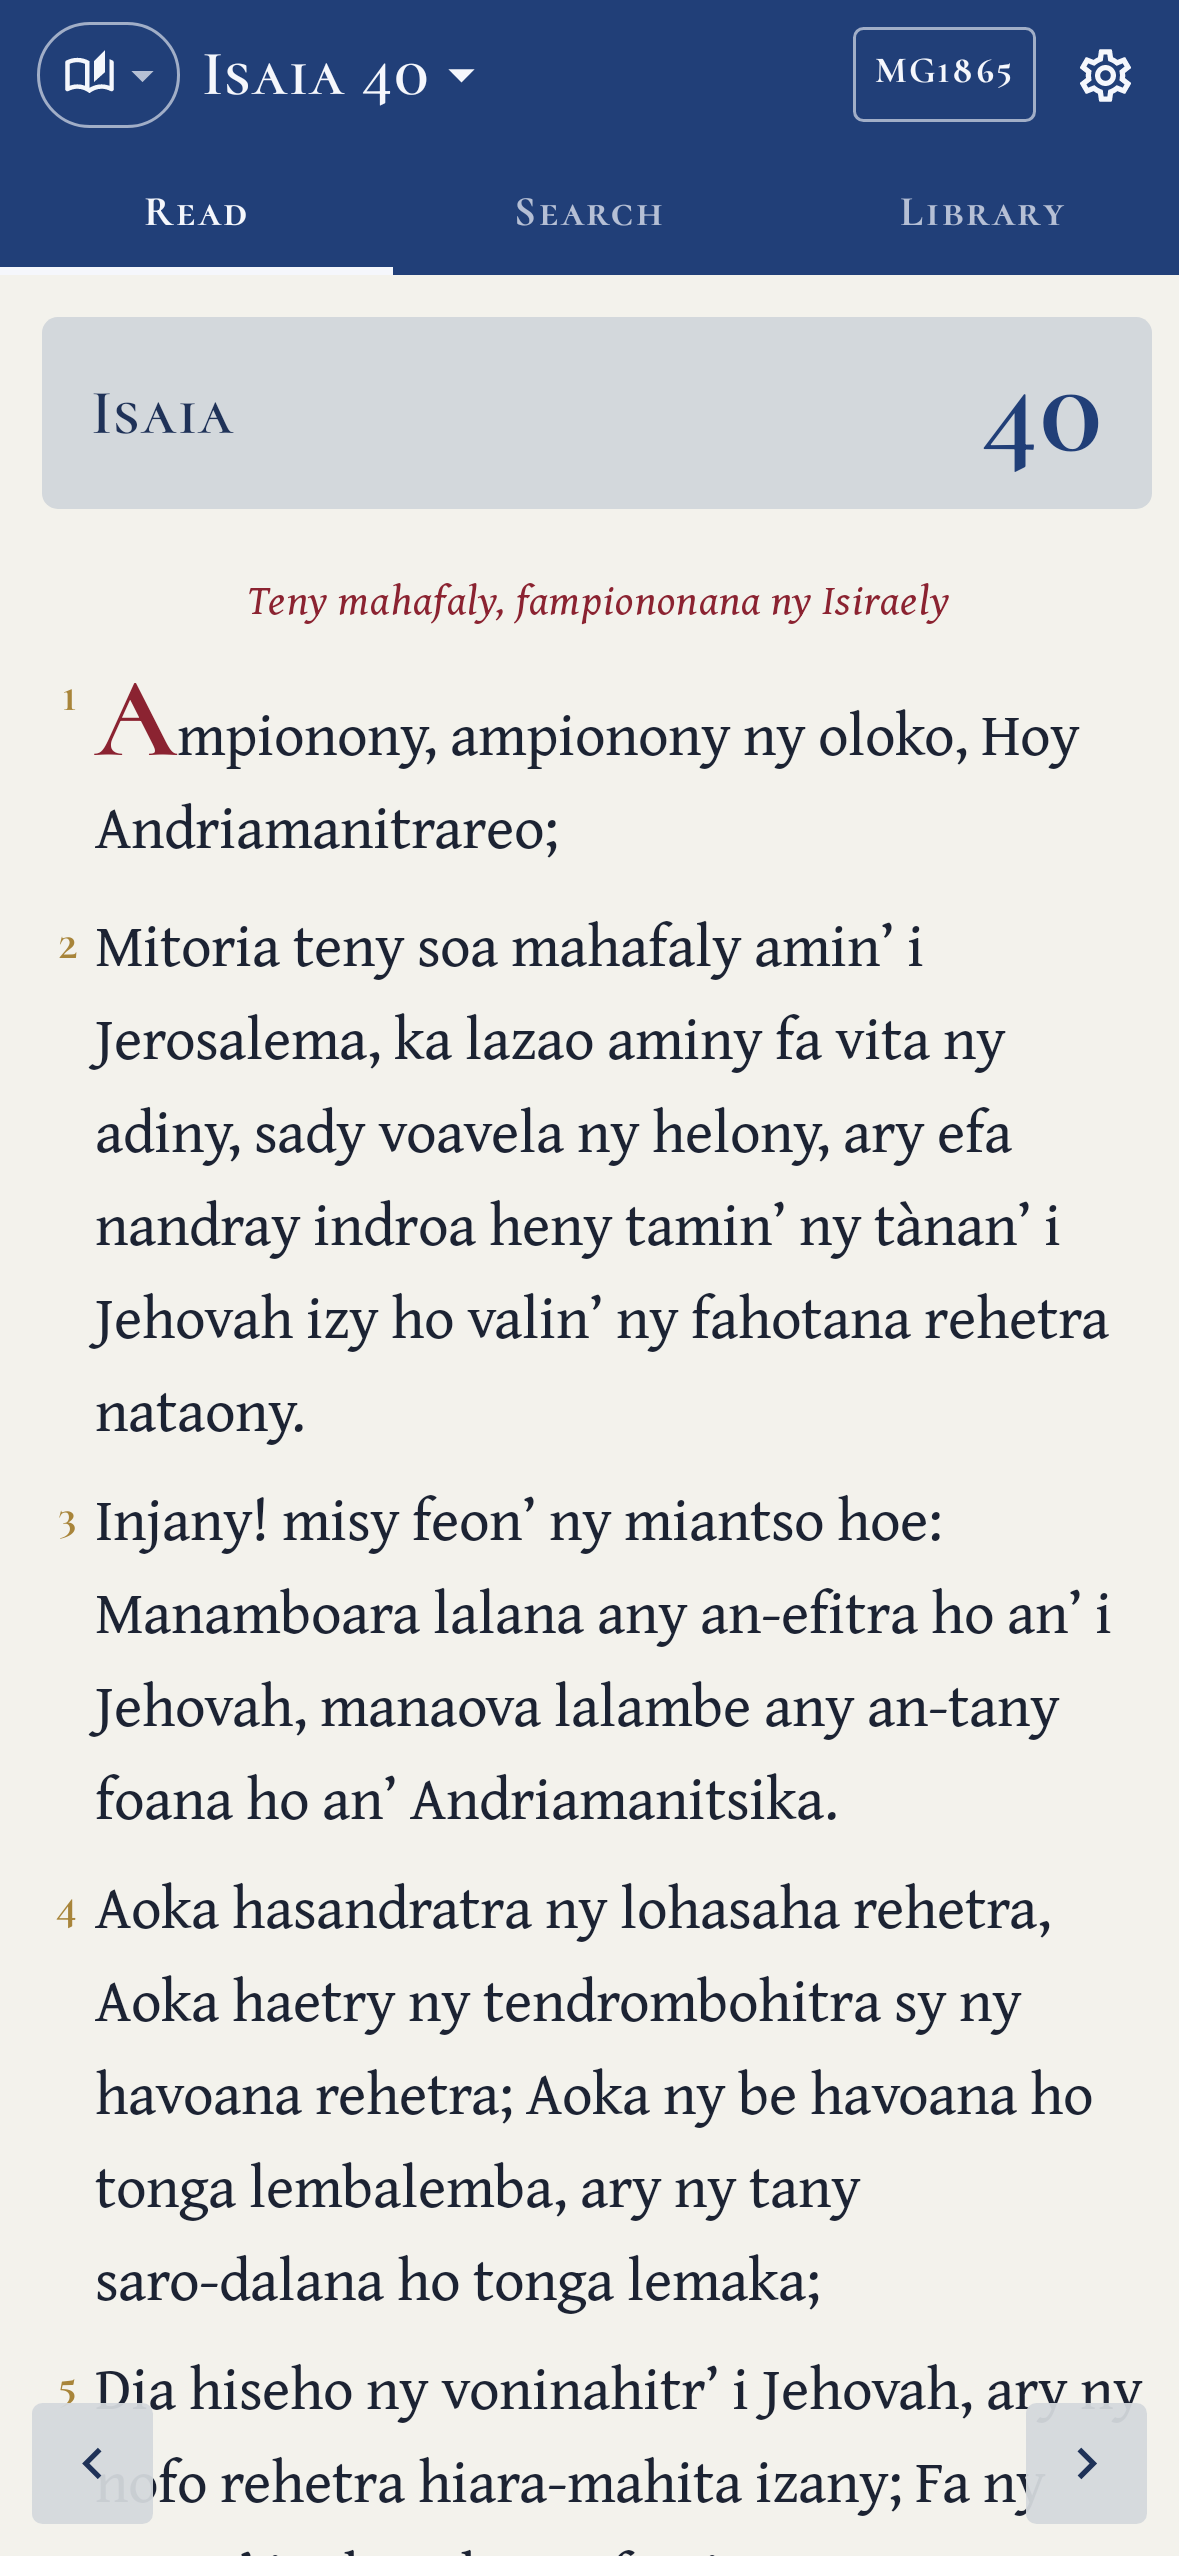 Isaia 40
MG1865
Read
Search
Library
Isaia
40
Teny mahafaly, fampiononana ny Isiraely
1 Ampionony, ampionony ny oloko, Hoy
Andriamanitrareo;
2 Mitoria teny soa mahafaly amin’ i
Jerosalema, ka lazao aminy fa vita ny
adiny, sady voavela ny helony, ary efa
nandray indroa heny tamin’ ny tànan’ i
Jehovah izy ho valin’ ny fahotana rehetra
nataony.
3 Injany! misy feon’ ny miantso hoe:
Manamboara lalana any an-efitra ho an’ i
Jehovah, manaova lalambe any an-tany
foana ho an’ Andriamanitsika.
4 Aoka hasandratra ny lohasaha rehetra,
Aoka haetry ny tendrombohitra sy ny
havoana rehetra; Aoka ny be havoana ho
tonga lembalemba, ary ny tany
saro-dalana ho tonga lemaka;
5 Dia hiseho ny voninahitr’ i Jehovah, ary ny
nofo rehetra hiara-mahita izany; Fa ny